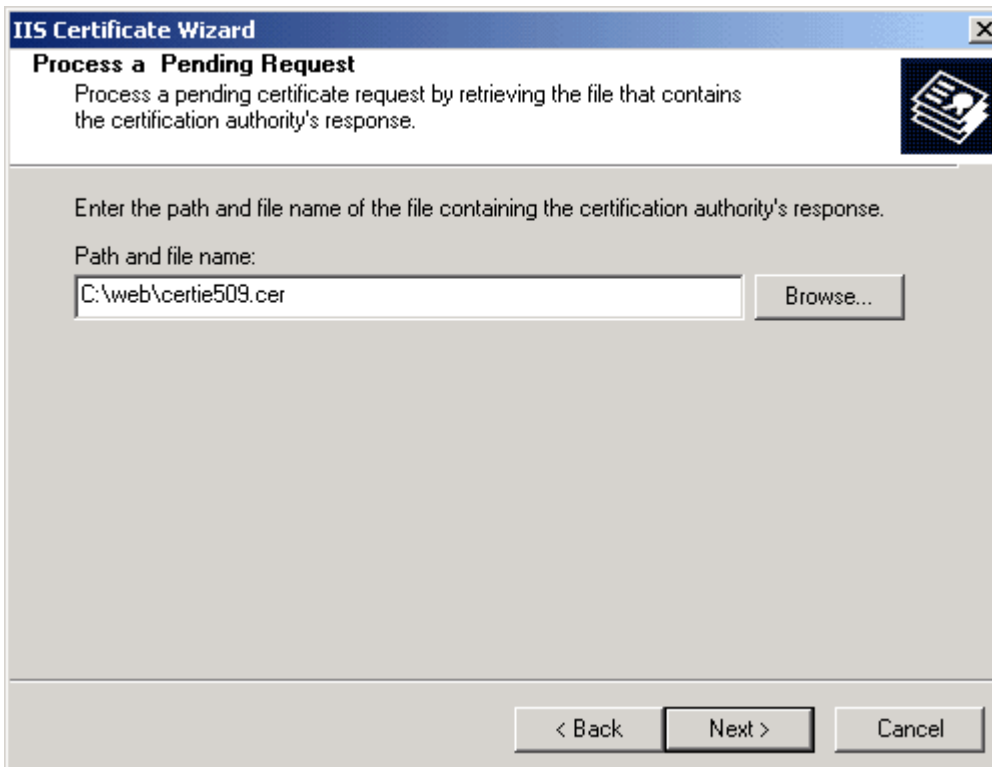 IIS Certificate Wizard
Process a Pending Request
Process a pending certificate request by retrieving the file that contains
the certification authority's response.
Enter the path and file name of the file containing the certification authority's response.
Path and file name:
C:\web\certie509.cer
Browse...
< Back
Next >
Cancel